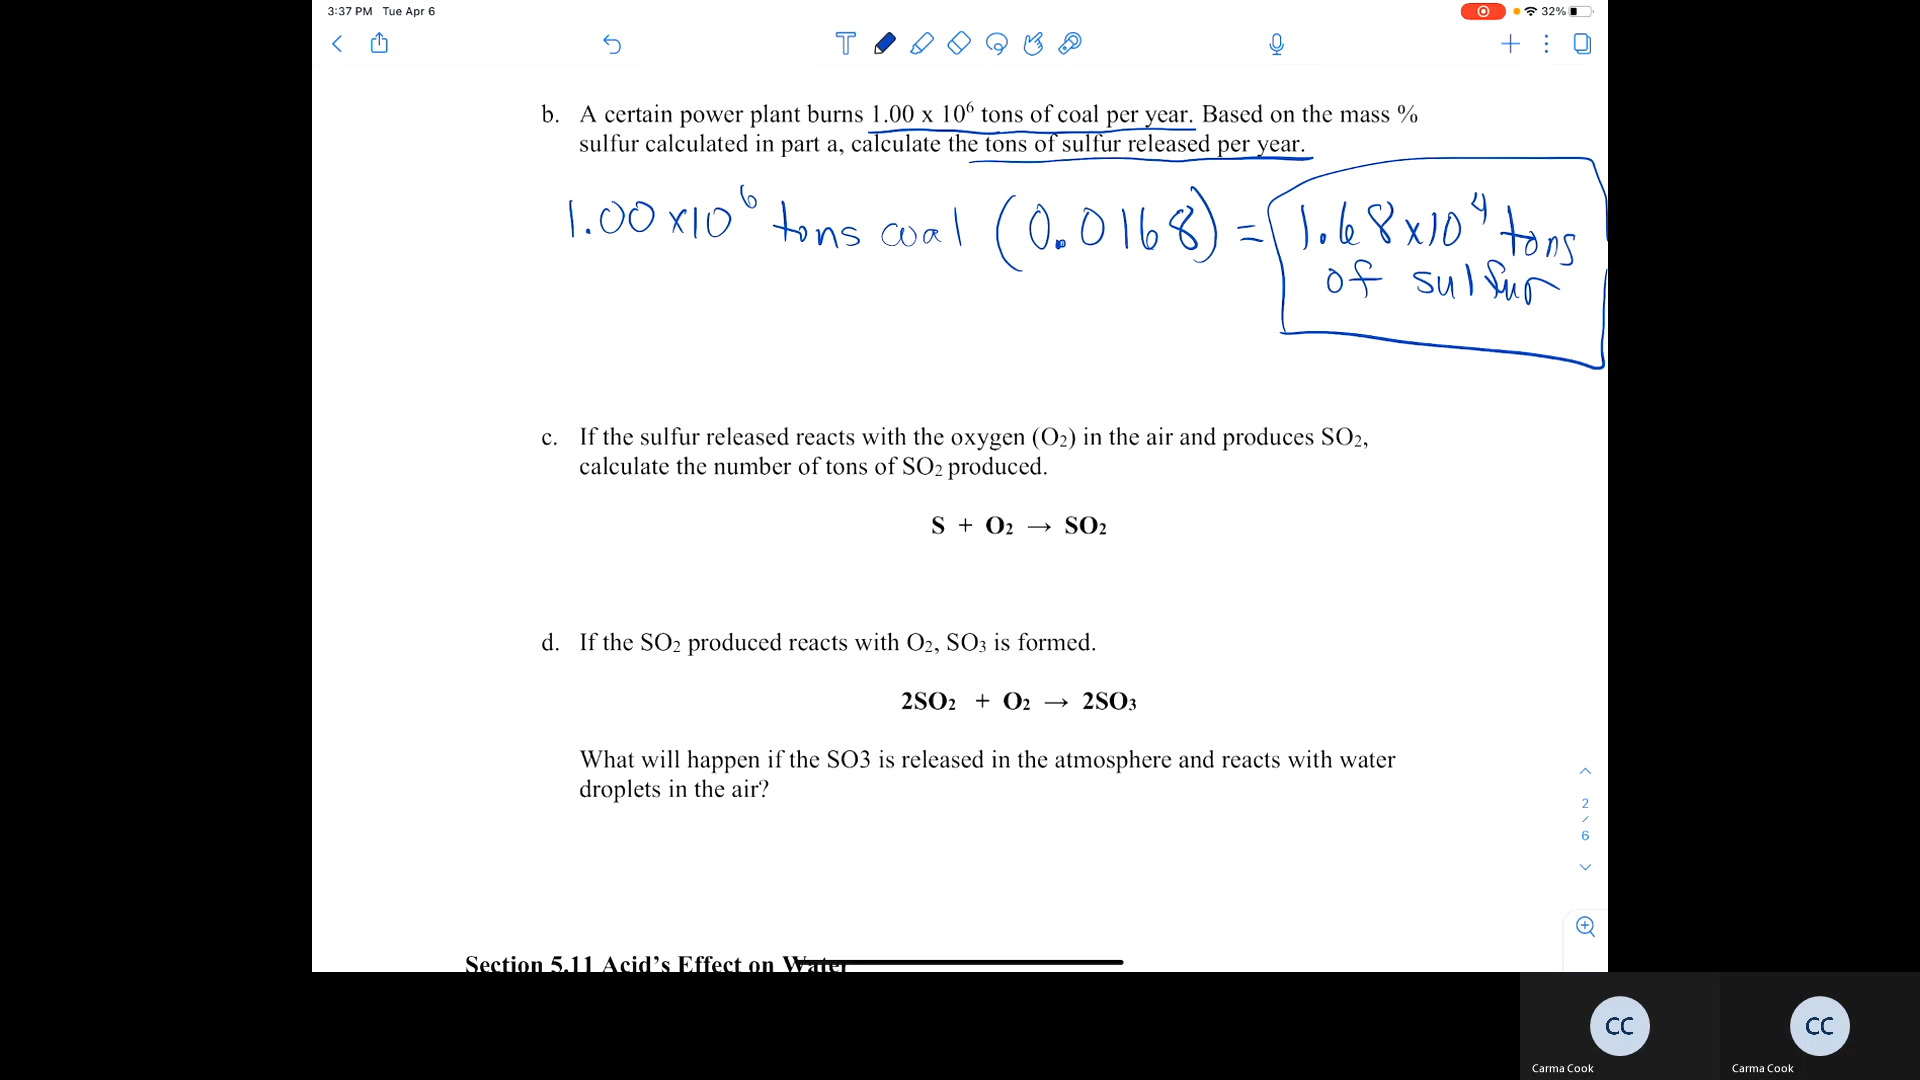 3:37 PM Tue Apr 6
32%
T
b. A certain power plant burns 1.00 x 10⁶ tons of coal per year. Based on the mass %
sulfur calculated in part a, calculate the tons of sulfur released per year.
1.00 x 10⁶ tons coal (0.0168) = 1.68 x 10⁴ tons
of sulfur
c. If the sulfur released reacts with the oxygen (O₂) in the air and produces SO₂,
calculate the number of tons of SO₂ produced.
S + O₂ → SO₂
d. If the SO₂ produced reacts with O₂, SO₃ is formed.
2SO₂ + O₂ → 2SO₃
What will happen if the SO3 is released in the atmosphere and reacts with water
droplets in the air?
2
/
6
Section 5.11 Acid’s Effect on Water
CC CC
Carma Cook Carma Cook